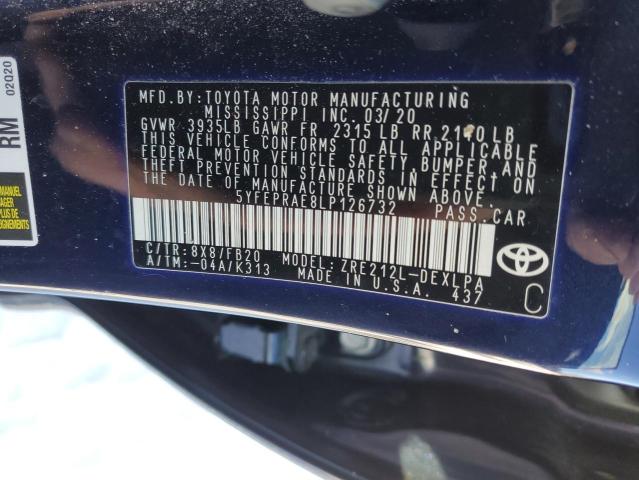 MFD.BY: TOYOTA MOTOR MANUFACTURING
MISSISSIPPI INC. 03/20
GVWR 3935LB GAWR FR 2315 LB RR 2140 LB
THIS VEHICLE CONFORMS TO ALL APPLICABLE
FEDERAL MOTOR VEHICLE SAFETY, BUMPER AND
THEFT PREVENTION STANDARDS IN EFFECT ON
THE DATE OF MANUFACTURE SHOWN ABOVE.
5YFEPRAE8LP126732 PASS.CAR
C/TR: 8X8/FB20 MODEL: ZRE212L-DEXLPA
A/TM: -04A/K313 MADE IN U.S.A. 437
C
RM
02020